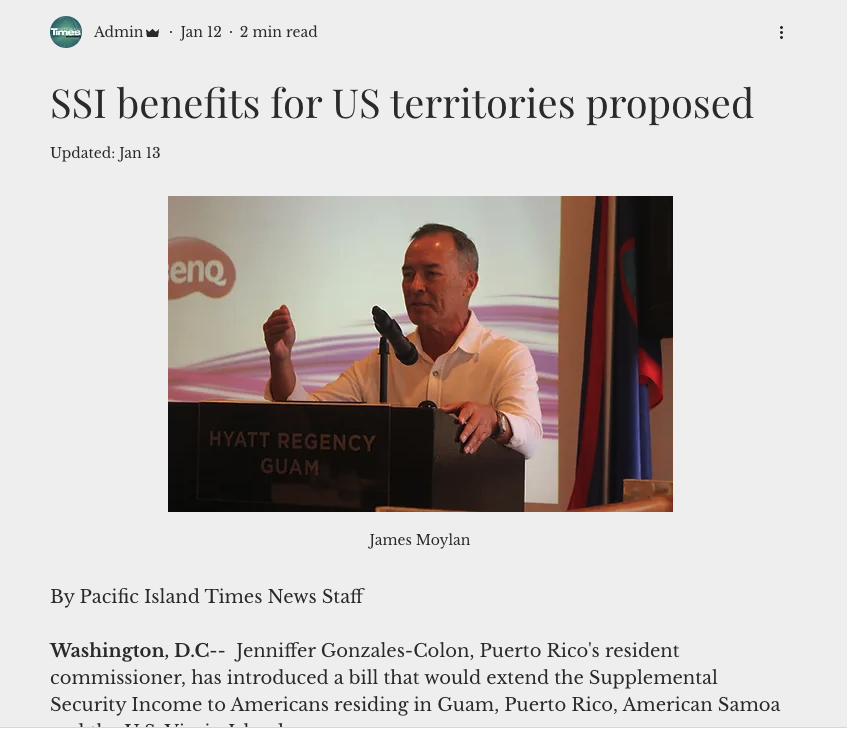 Times
Admin · Jan 12 · 2 min read
SSI benefits for US territories proposed
Updated: Jan 13
enQ
HYATT REGENCY
GUAM
James Moylan
By Pacific Island Times News Staff
Washington, D.C-- Jenniffer Gonzales-Colon, Puerto Rico's resident
commissioner, has introduced a bill that would extend the Supplemental
Security Income to Americans residing in Guam, Puerto Rico, American Samoa